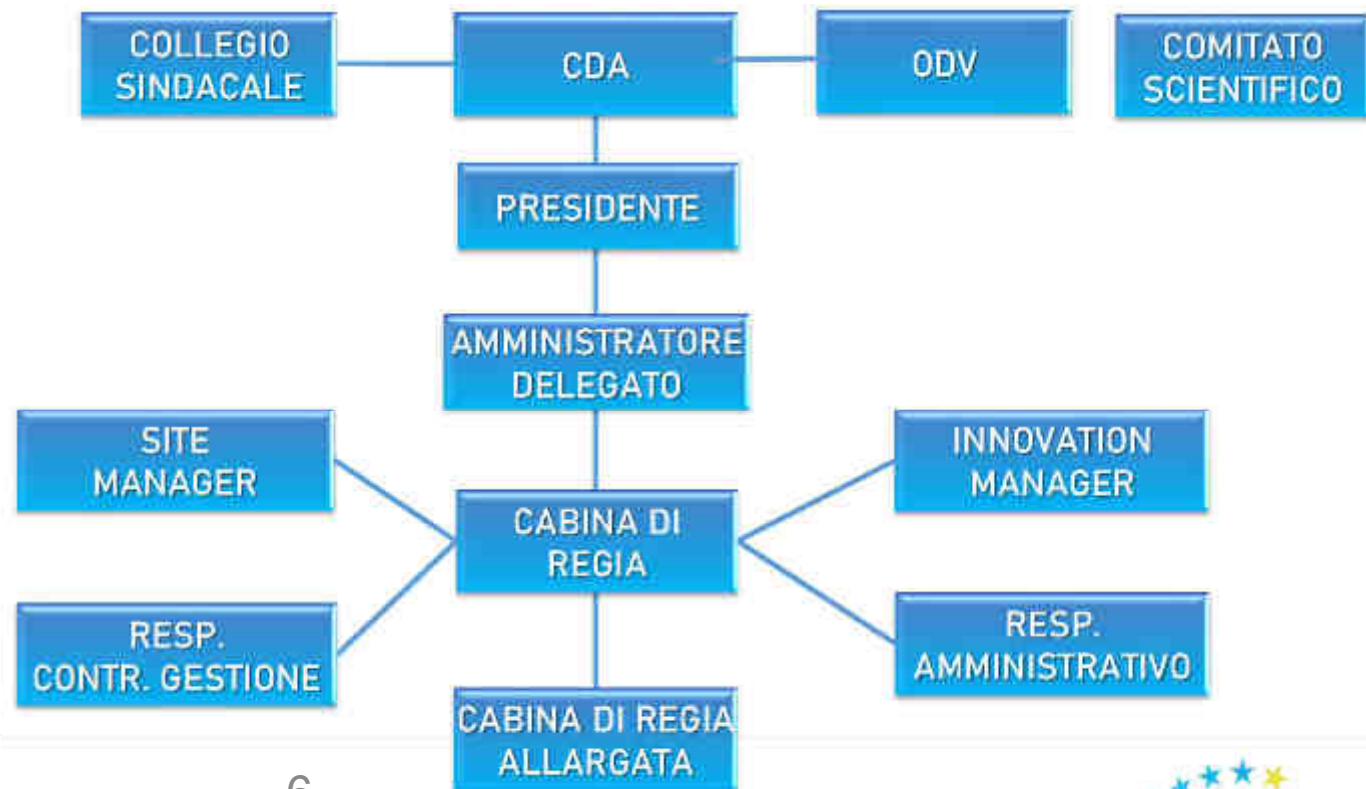 COLLEGIO
SINDACALE
CDA
ODV
COMITATO
SCIENTIFICO
PRESIDENTE
AMMINISTRATORE
DELEGATO
SITE
MANAGER
INNOVATION
MANAGER
CABINA DI
REGIA
RESP.
CONTR. GESTIONE
RESP.
AMMINISTRATIVO
CABINA DI REGIA
ALLARGATA
6